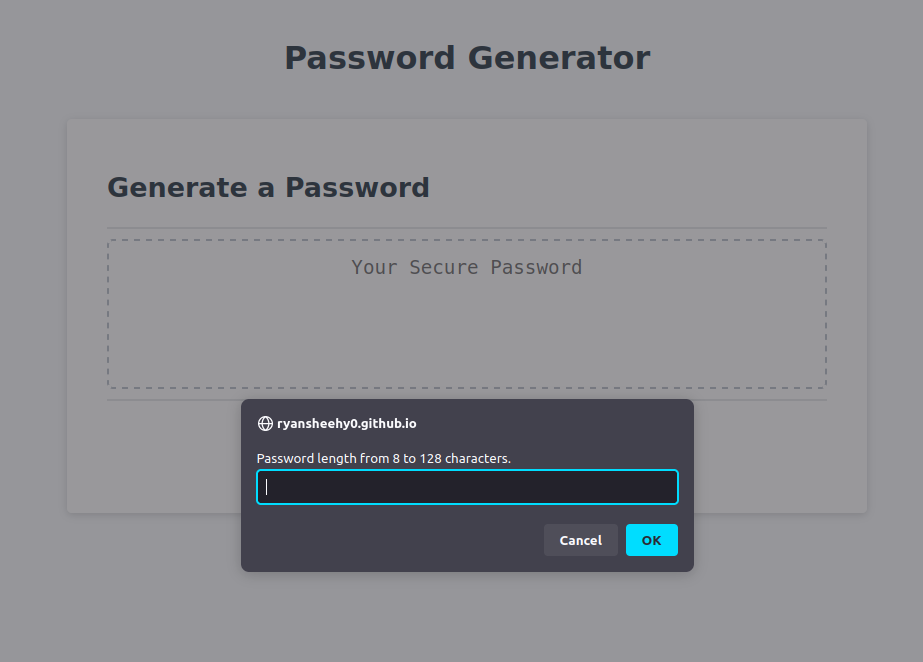 Password Generator
Generate a Password
Your Secure Password
ryansheehy0.github.io
Password length from 8 to 128 characters.
Cancel OK